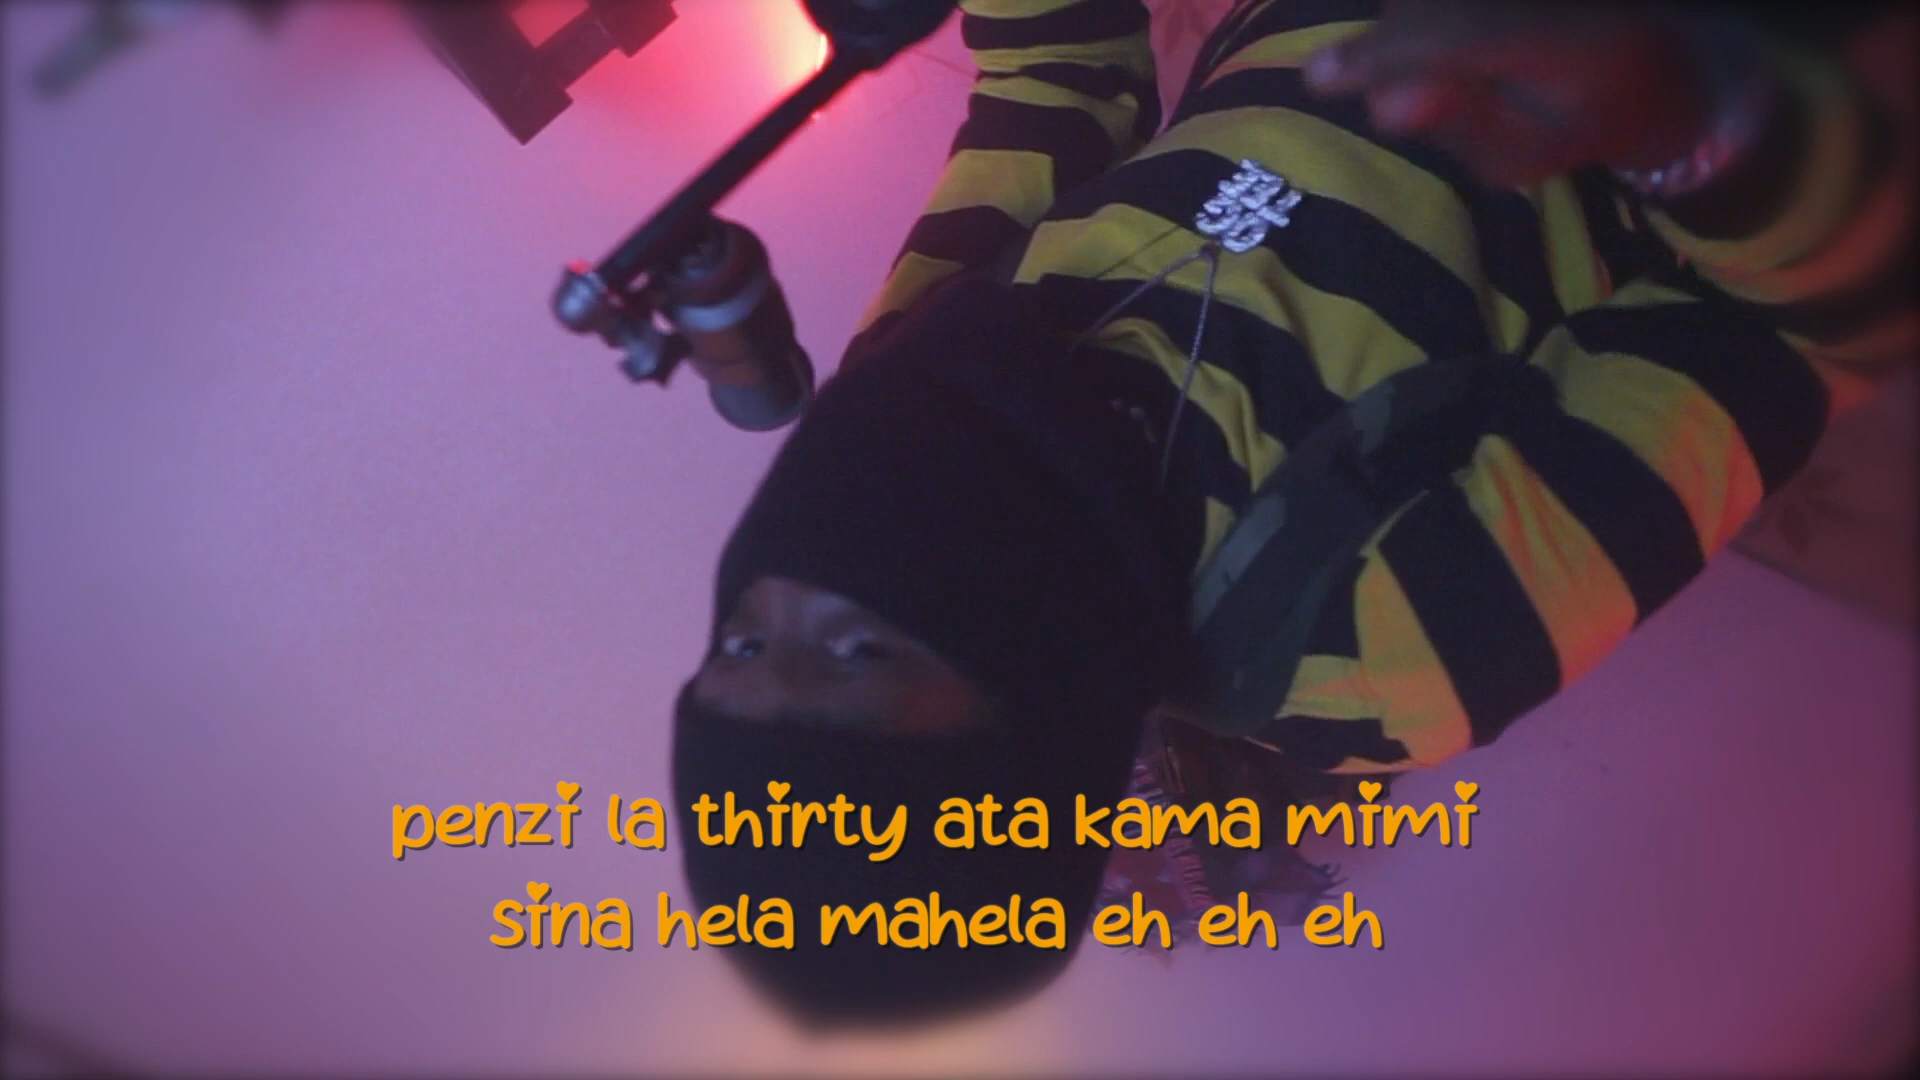 penzi la thirty ata kama mimi
sina hela mahela eh eh eh